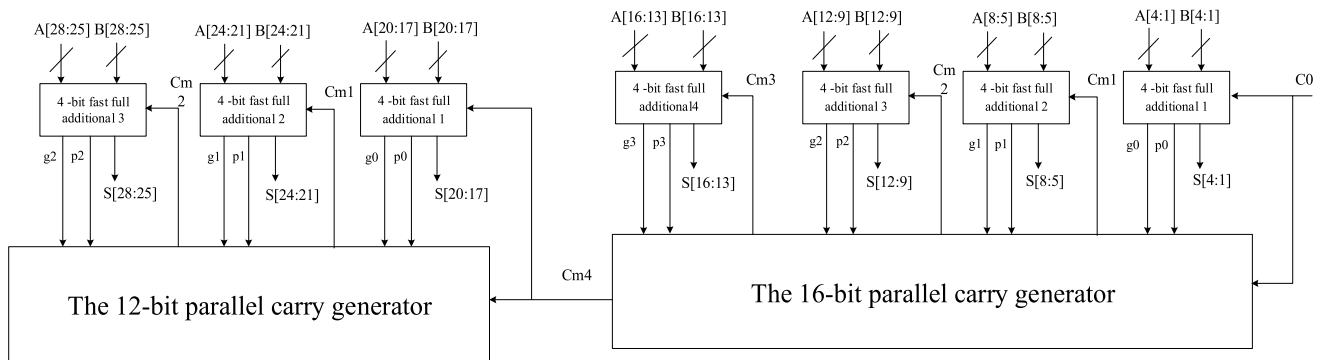 A[28:25] B[28:25]
A[24:21] B[24:21]
A[20:17] B[20:17]
A[16:13] B[16:13]
A[12:9] B[12:9]
A[8:5] B[8:5]
A[4:1] B[4:1]
4 -bit fast full
additional 3
Cm
2
4 -bit fast full
additional 2
Cm1
4 -bit fast full
additional 1
4 -bit fast full
additional4
Cm3
4 -bit fast full
additional 3
Cm
2
4 -bit fast full
additional 2
Cm1
4 -bit fast full
additional 1
C0
g2
p2
S[28:25]
g1
p1
S[24:21]
g0
p0
S[20:17]
g3
p3
S[16:13]
g2
p2
S[12:9]
g1
p1
S[8:5]
g0
p0
S[4:1]
The 12-bit parallel carry generator
Cm4
The 16-bit parallel carry generator